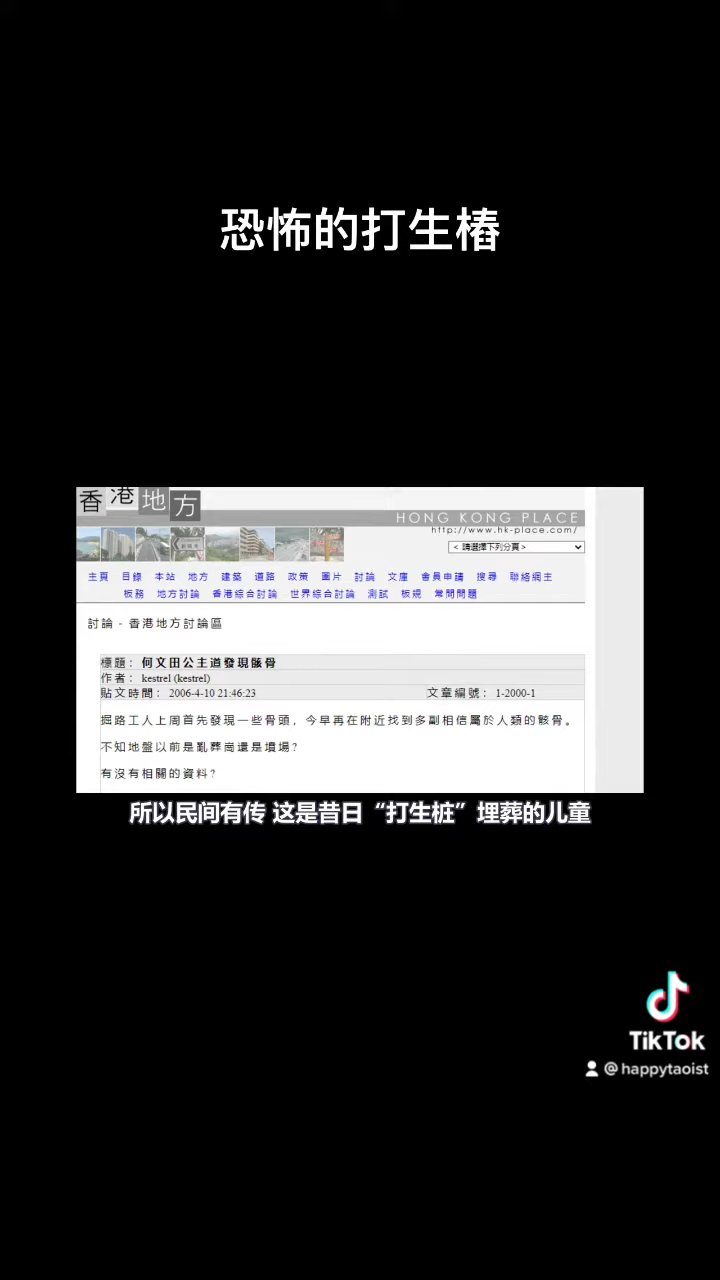 恐怖的打生樁
香港地方
HONG KONG PLACE
http://www.hk-place.com/
< 請選擇下列分頁 >
主頁 目錄 本站 地方 建築 道路 政策 圖片 討論 文庫 會員申請 搜尋 聯絡網主
板務 地方討論 香港綜合討論 世界綜合討論 測試 板規 常問問題
討論 - 香港地方討論區
標題: 何文田公主道發現骸骨
作者: kestrel (kestrel)
貼文時間: 2006-4-10 21:46:23 文章編號: 1-2000-1
掘路工人上周首先發現一些骨頭, 今早再在附近找到多副相信屬於人類的骸骨。
不知地盤以前是亂葬崗還是墳場?
有沒有相關的資料?
所以民间有传 这是昔日“打生桩”埋葬的儿童
TikTok
@happytaoist